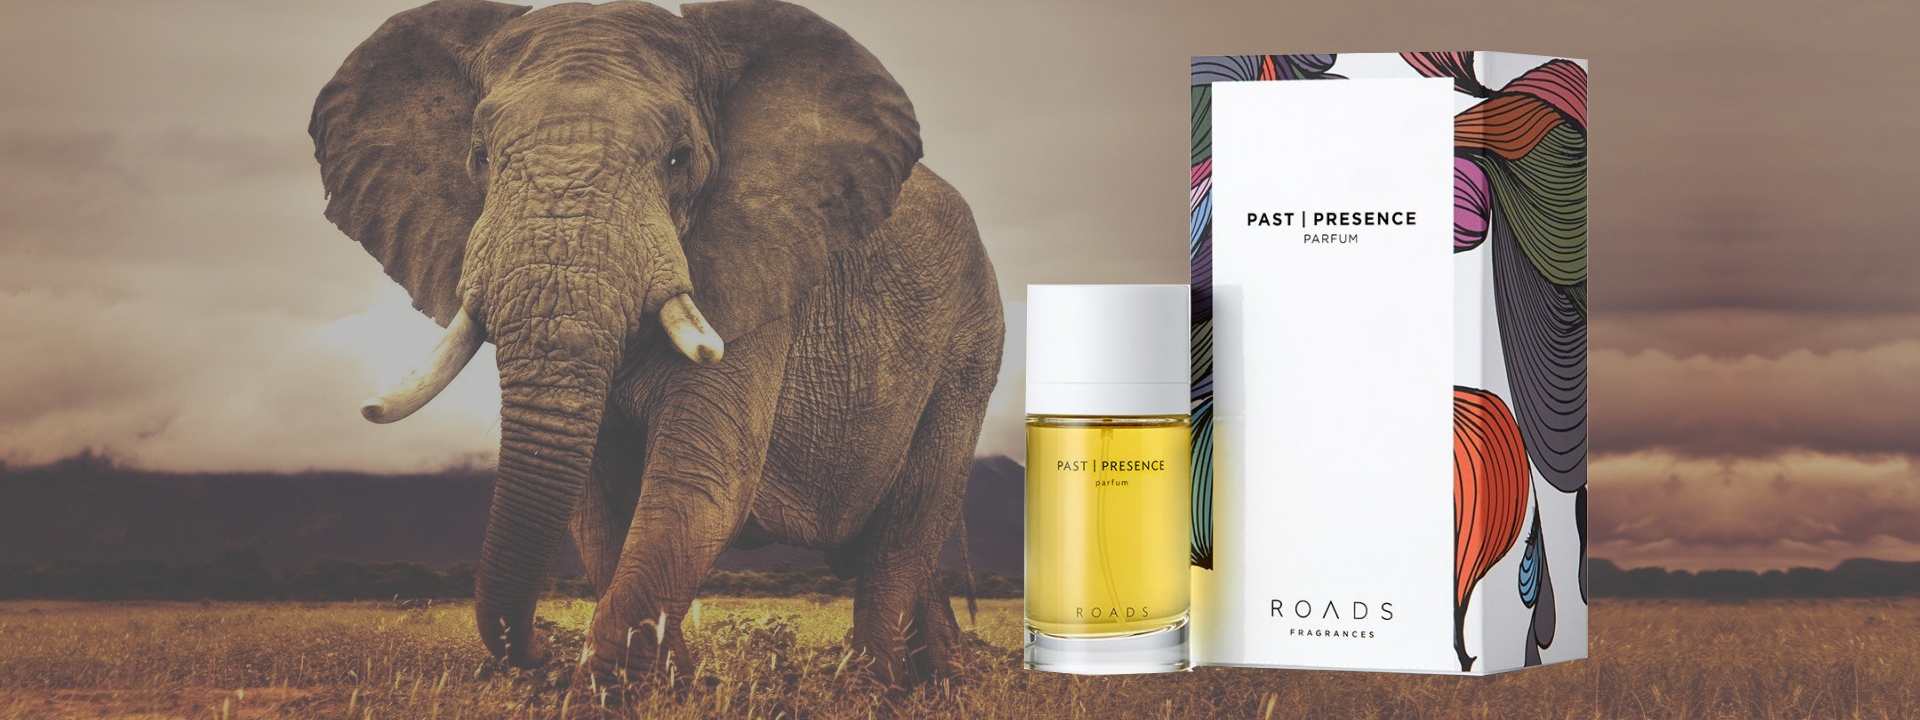 PAST | PRESENCE
PARFUM
ROADS
FRAGRANCES
PAST | PRESENCE
parfum
ROADS